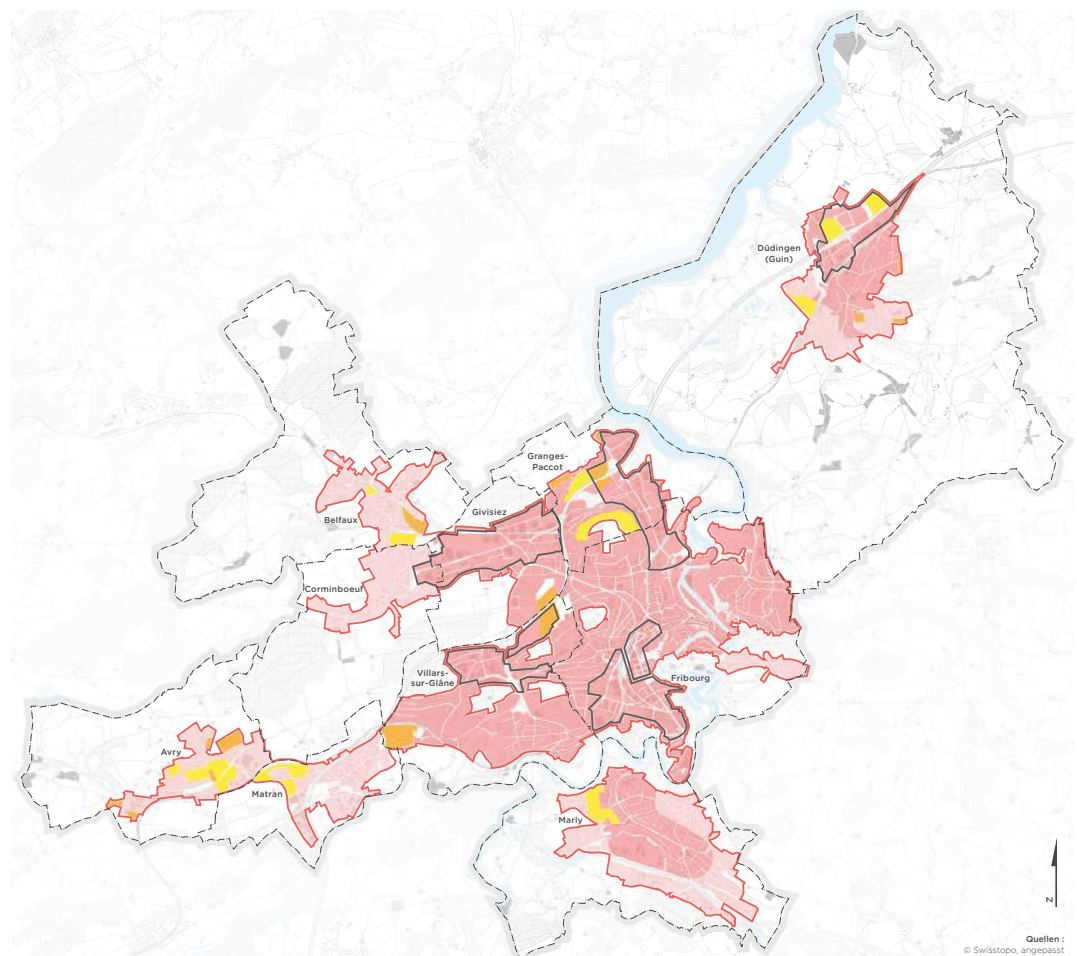 Düdingen
(Guin)
Granges-
Paccot
Givisiez
Belfaux
Corminboeuf
Villars-
sur-Glâne
Fribourg
Avry
Matran
Marly
N
Quellen :
© Swisstopo, angepasst